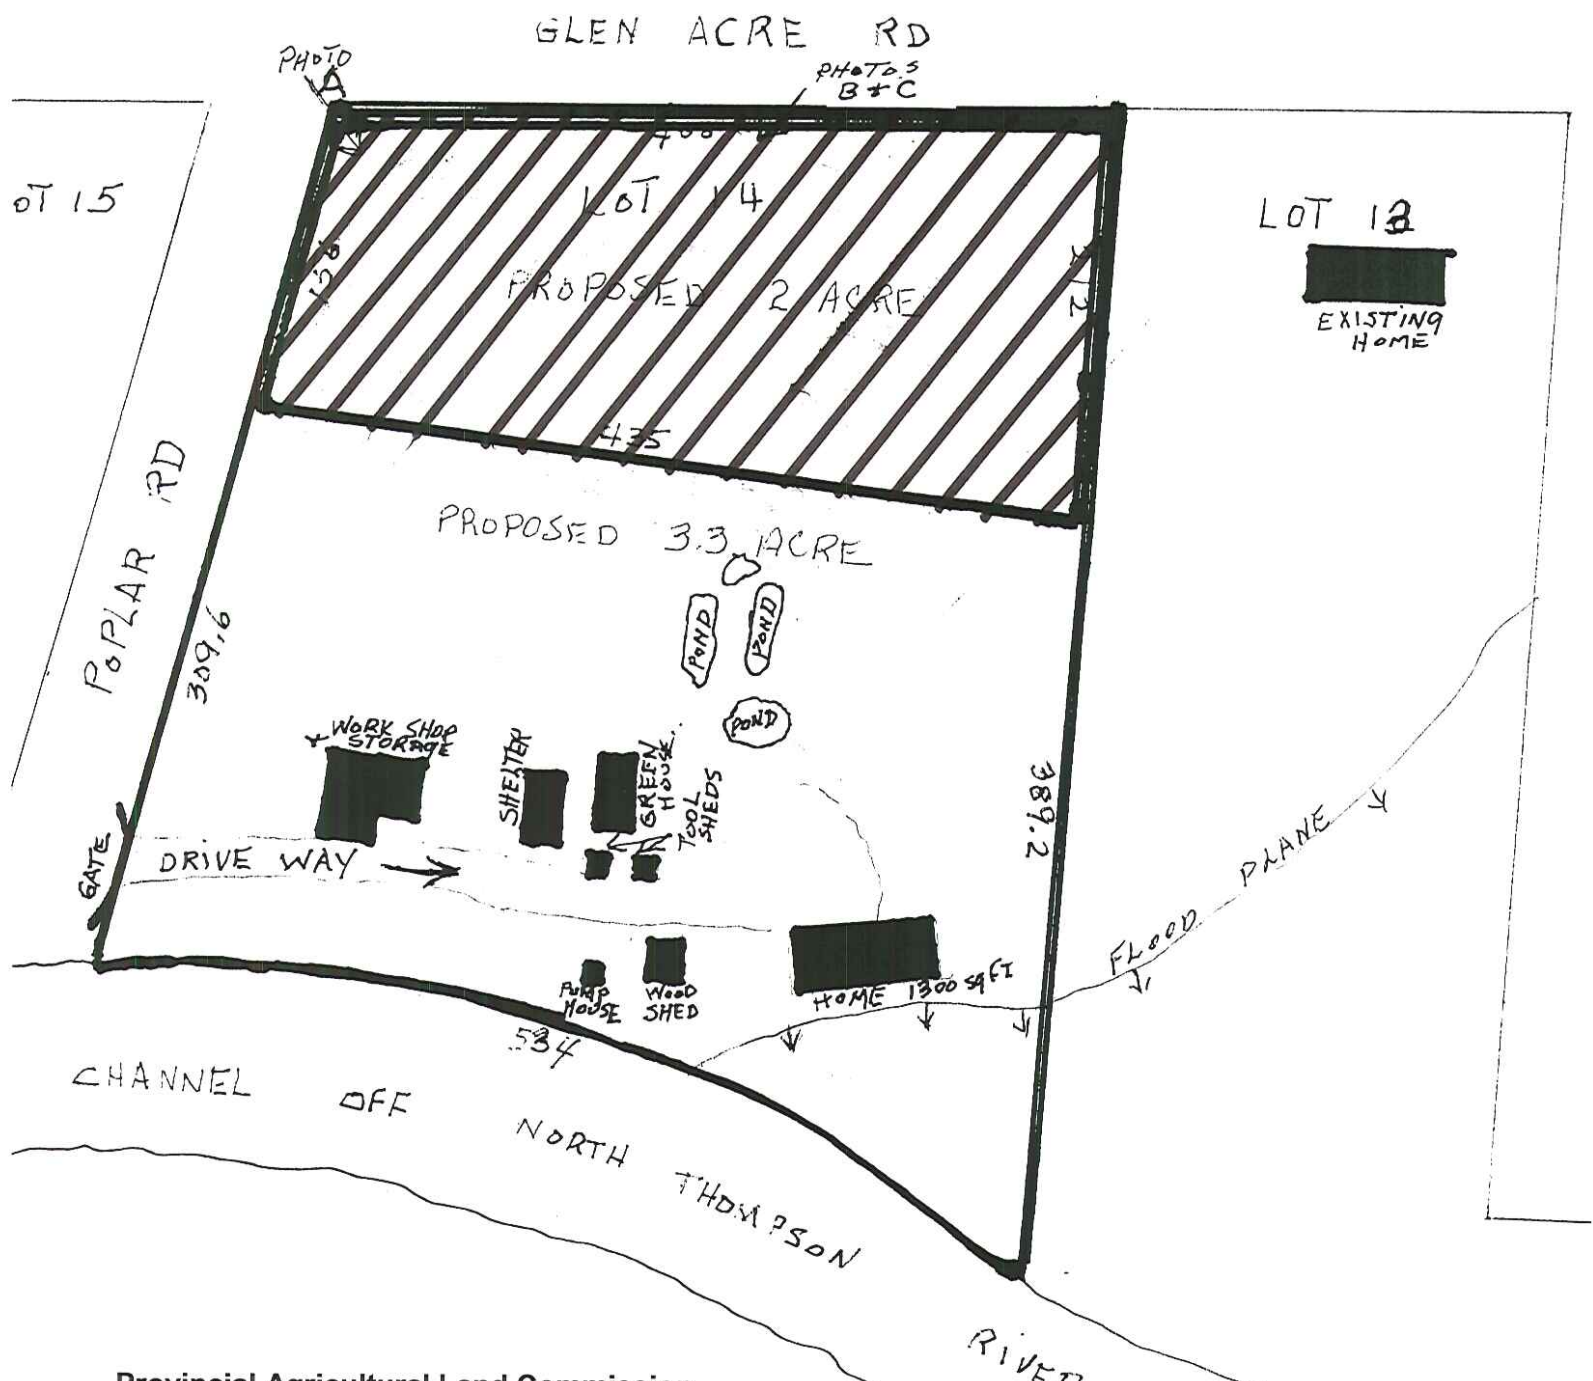 GLEN ACRE RD
PHOTO
A
PHOTO.S
B & C
OT 15
LOT 14
LOT
EXISTING
HOME
PROPOSED 2 ACRE
212
435
POPLAR RD
PROPOSED 3.3 ACRE
309.6
POND
POND
POND
WORK SHOP
STORAGE
SHELTER
GREEN
HOUSE
TOOL
SHEDS
389.2
GATE
DRIVE WAY
FLOOD PLANE
PUMP
HOUSE
WOOD
SHED
HOME 1300 SQ FT
534
CHANNEL OFF NORTH THOMPSON
RIVER
Provincial Agricultural Land Commission